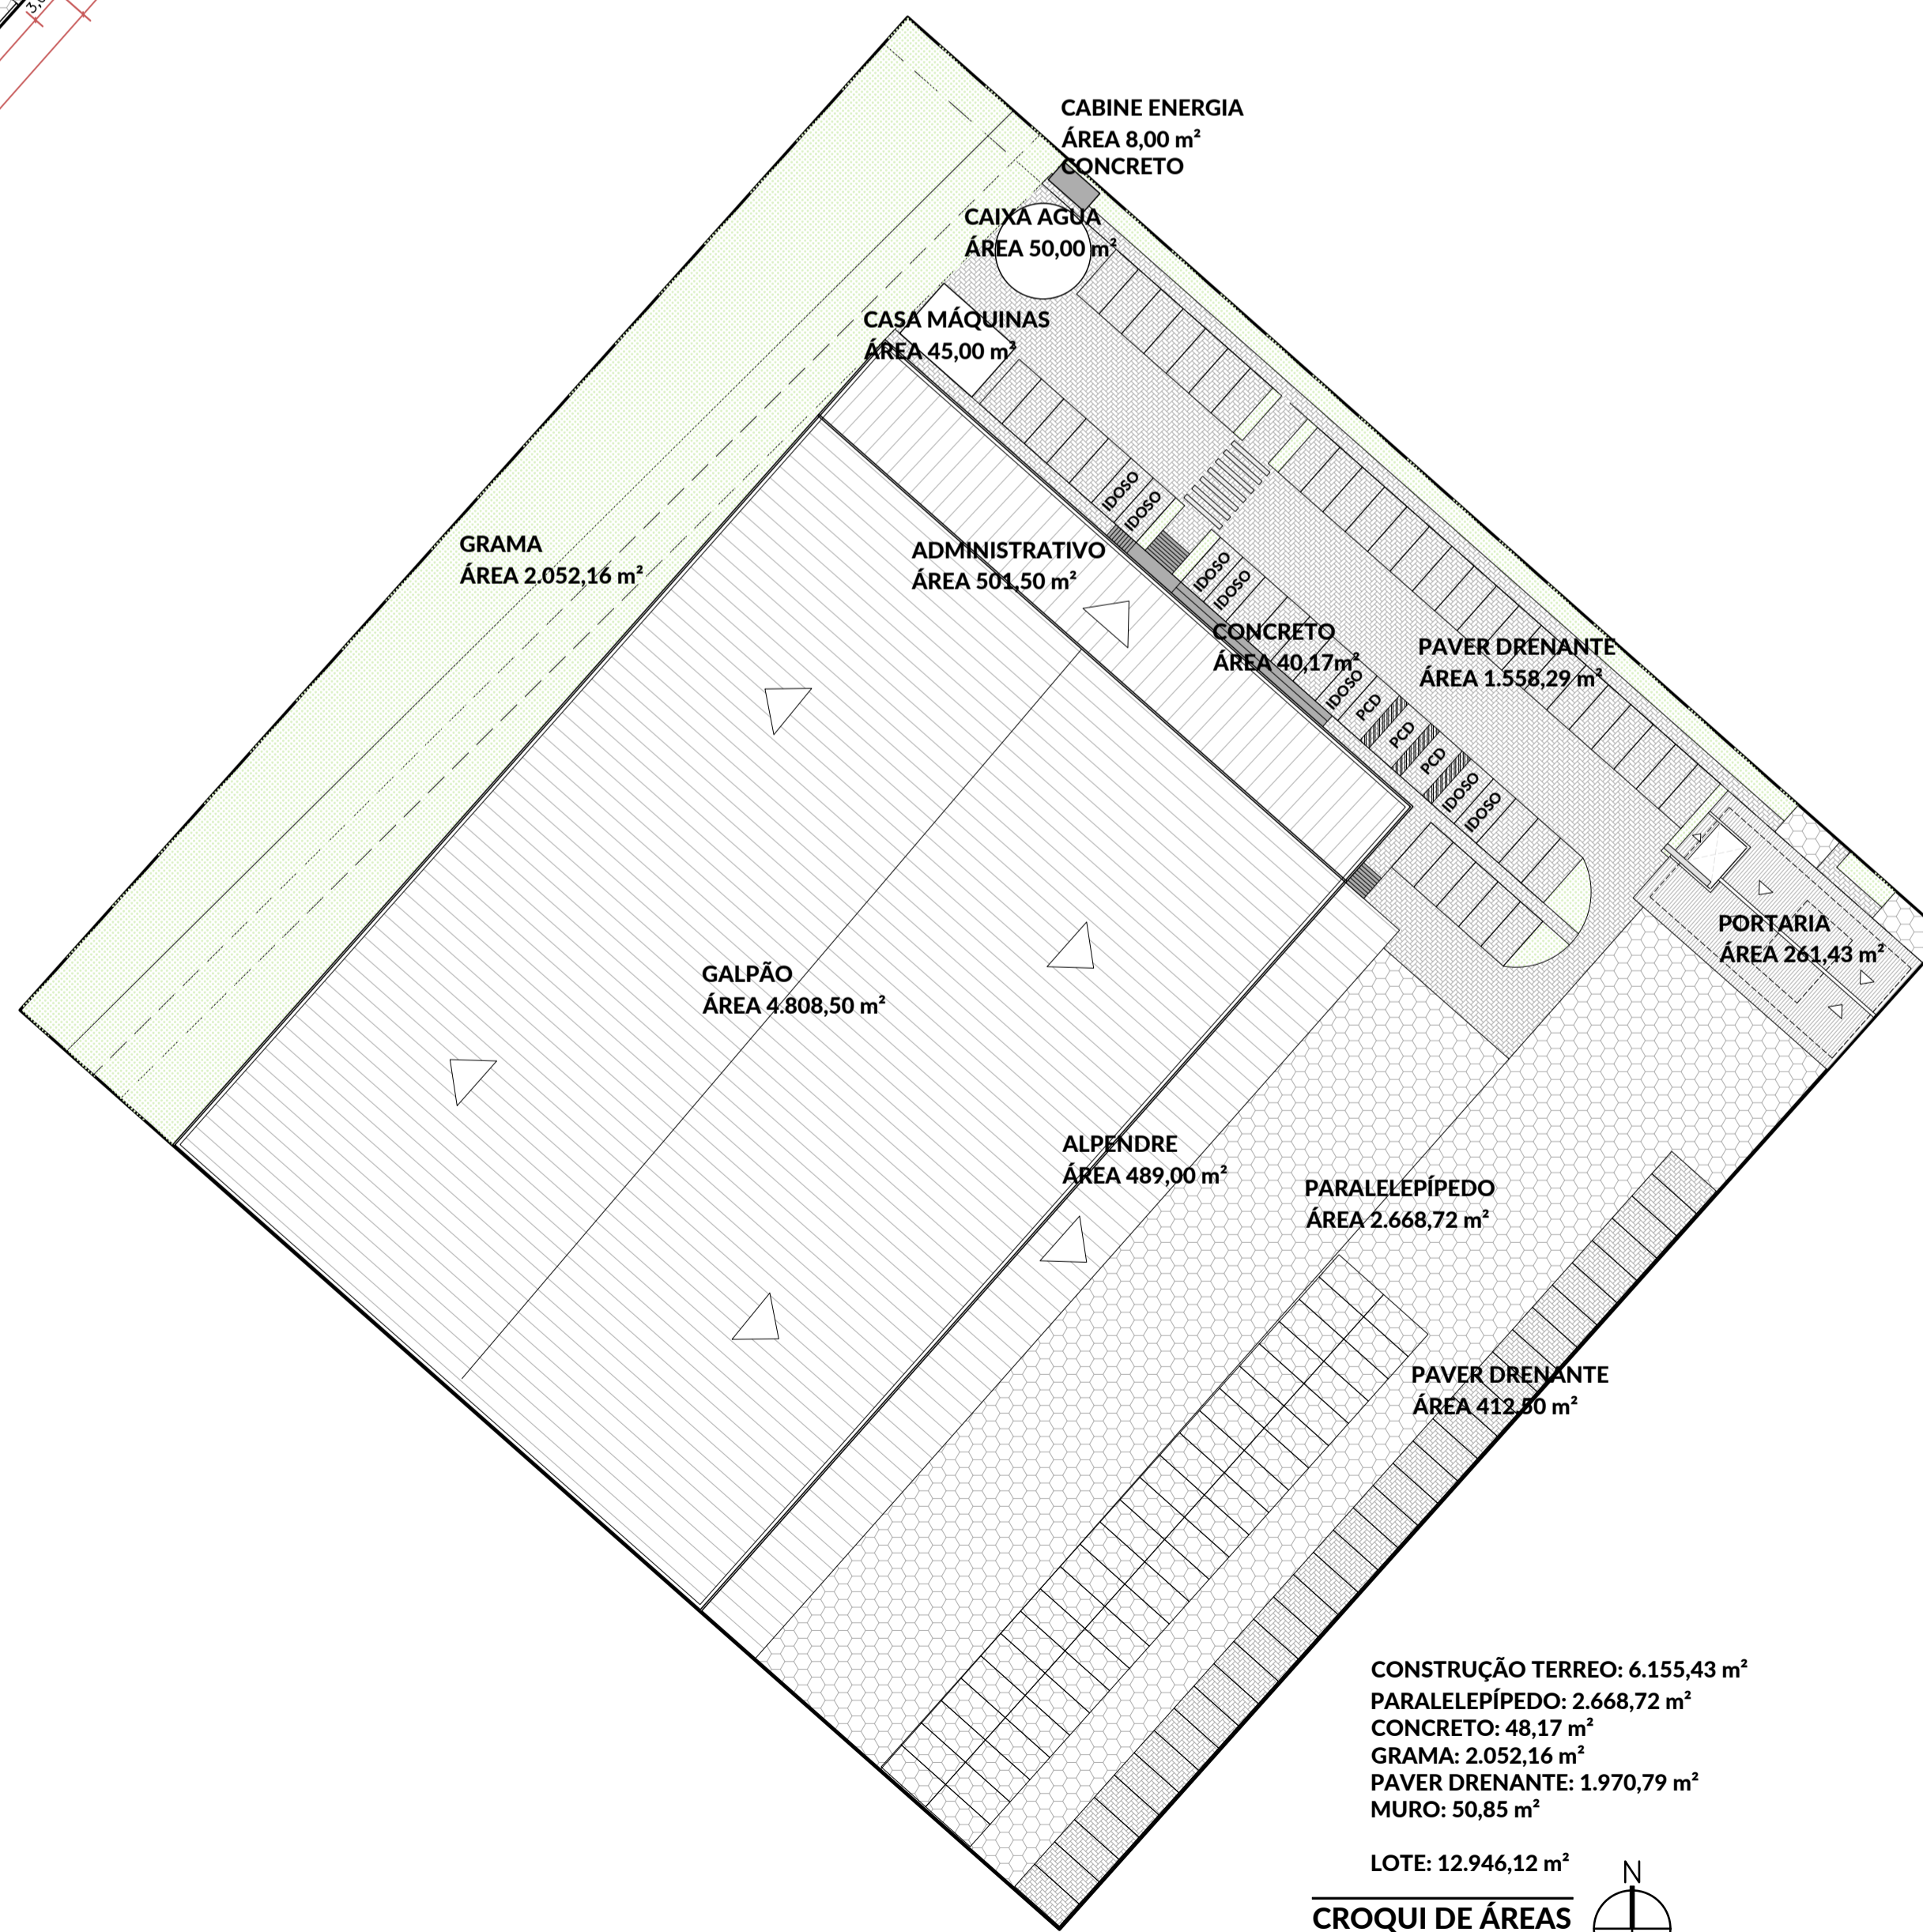 3,0
CABINE ENERGIA
ÁREA 8,00 m²
CONCRETO
CAIXA AGUA
ÁREA 50,00 m²
CASA MÁQUINAS
ÁREA 45,00 m²
IDOSO
IDOSO
GRAMA
ÁREA 2.052,16 m²
ADMINISTRATIVO
ÁREA 501,50 m²
IDOSO
IDOSO
CONCRETO
ÁREA 40,17m²
PAVER DRENANTE
ÁREA 1.558,29 m²
IDOSO
PCD
PCD
PCD
IDOSO
IDOSO
PORTARIA
ÁREA 261,43 m²
GALPÃO
ÁREA 4.808,50 m²
ALPENDRE
ÁREA 489,00 m²
PARALELEPÍPEDO
ÁREA 2.668,72 m²
PAVER DRENANTE
ÁREA 412,50 m²
CONSTRUÇÃO TERREO: 6.155,43 m²
PARALELEPÍPEDO: 2.668,72 m²
CONCRETO: 48,17 m²
GRAMA: 2.052,16 m²
PAVER DRENANTE: 1.970,79 m²
MURO: 50,85 m²
LOTE: 12.946,12 m²
N
CROQUI DE ÁREAS